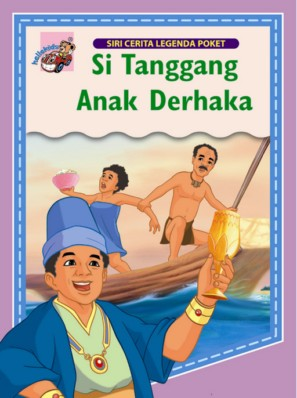 SIRI CERITA LEGENDA POKET
Si Tanggang
Anak Derhaka